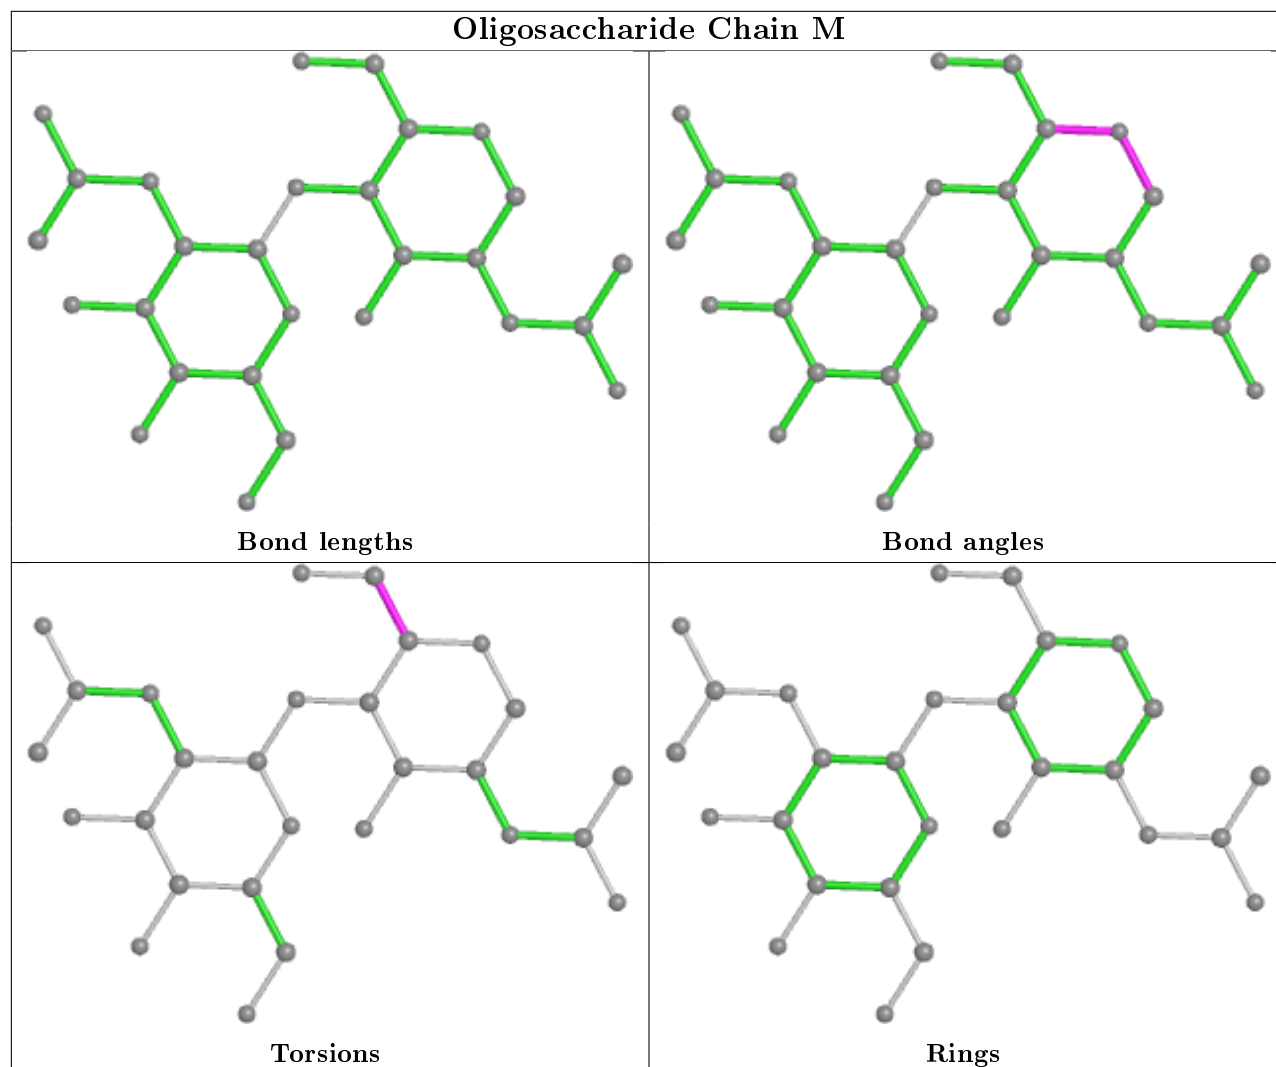 Oligosaccharide Chain M
Bond lengths
Bond angles
Torsions
Rings